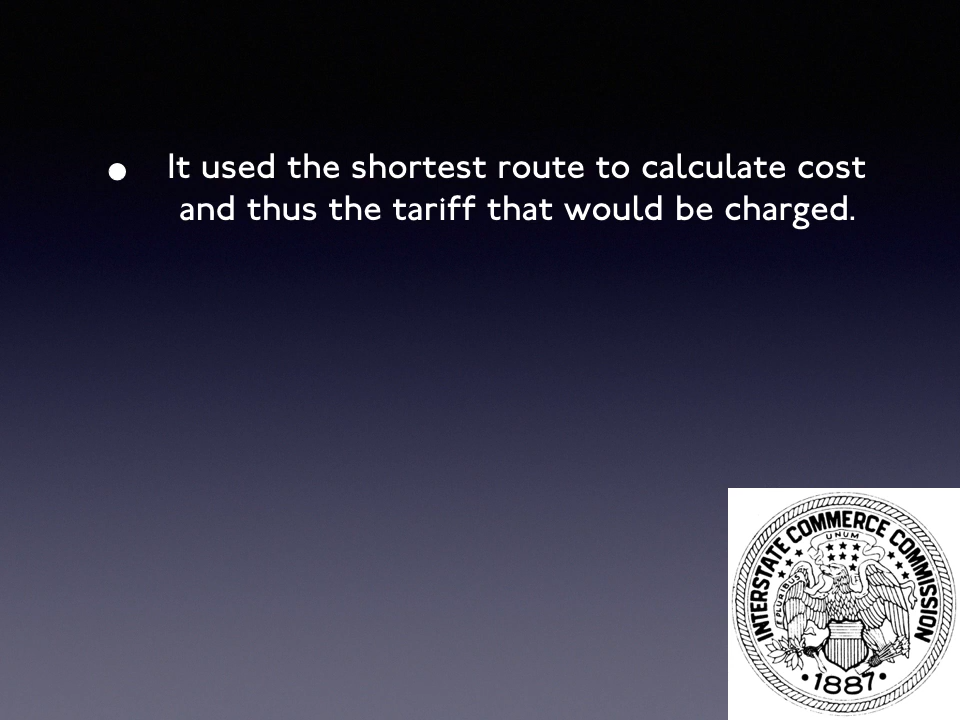 • It used the shortest route to calculate cost
and thus the tariff that would be charged.
INTERSTATE COMMERCE COMMISSION
E PLURIBUS
UNUM
• 1887 •